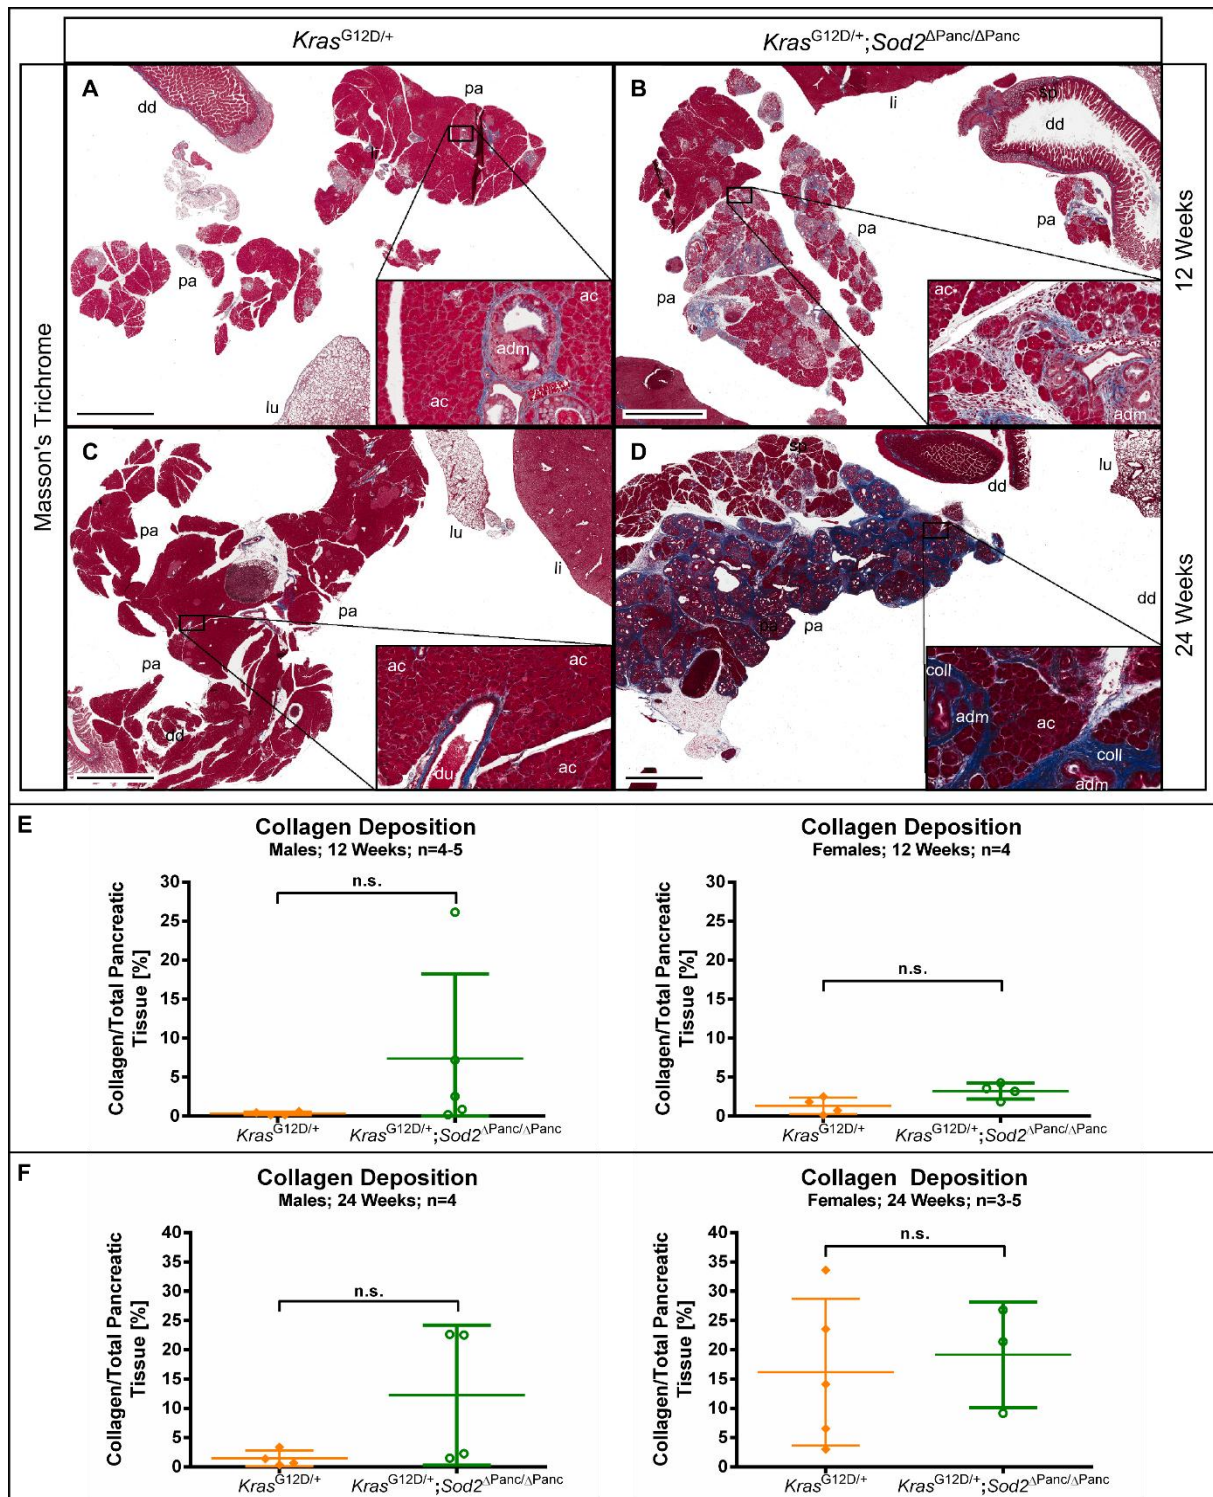 Kras^G12D/+
Kras^G12D/+;Sod2^ΔPanc/ΔPanc
Masson's Trichrome
12 Weeks
24 Weeks
A
dd
pa
pa
lu
ac
adm
ac
B
li
sp
dd
pa
pa
pa
ac
adm
C
pa
lu
li
pa
pa
dd
ac
ac
du
ac
D
sp
dd
lu
dd
pa
pa
coll
adm
ac
coll
adm
E
Collagen Deposition
Males; 12 Weeks; n=4-5
Collagen/Total Pancreatic
Tissue [%]
30
25
20
15
10
5
0
n.s.
Kras^G12D/+
Kras^G12D/+;Sod2^ΔPanc/ΔPanc
Collagen Deposition
Females; 12 Weeks; n=4
Collagen/Total Pancreatic
Tissue [%]
30
25
20
15
10
5
0
n.s.
Kras^G12D/+
Kras^G12D/+;Sod2^ΔPanc/ΔPanc
F
Collagen Deposition
Males; 24 Weeks; n=4
Collagen/Total Pancreatic
Tissue [%]
40
35
30
25
20
15
10
5
0
n.s.
Kras^G12D/+
Kras^G12D/+;Sod2^ΔPanc/ΔPanc
Collagen Deposition
Females; 24 Weeks; n=3-5
Collagen/Total Pancreatic
Tissue [%]
40
35
30
25
20
15
10
5
0
n.s.
Kras^G12D/+
Kras^G12D/+;Sod2^ΔPanc/ΔPanc